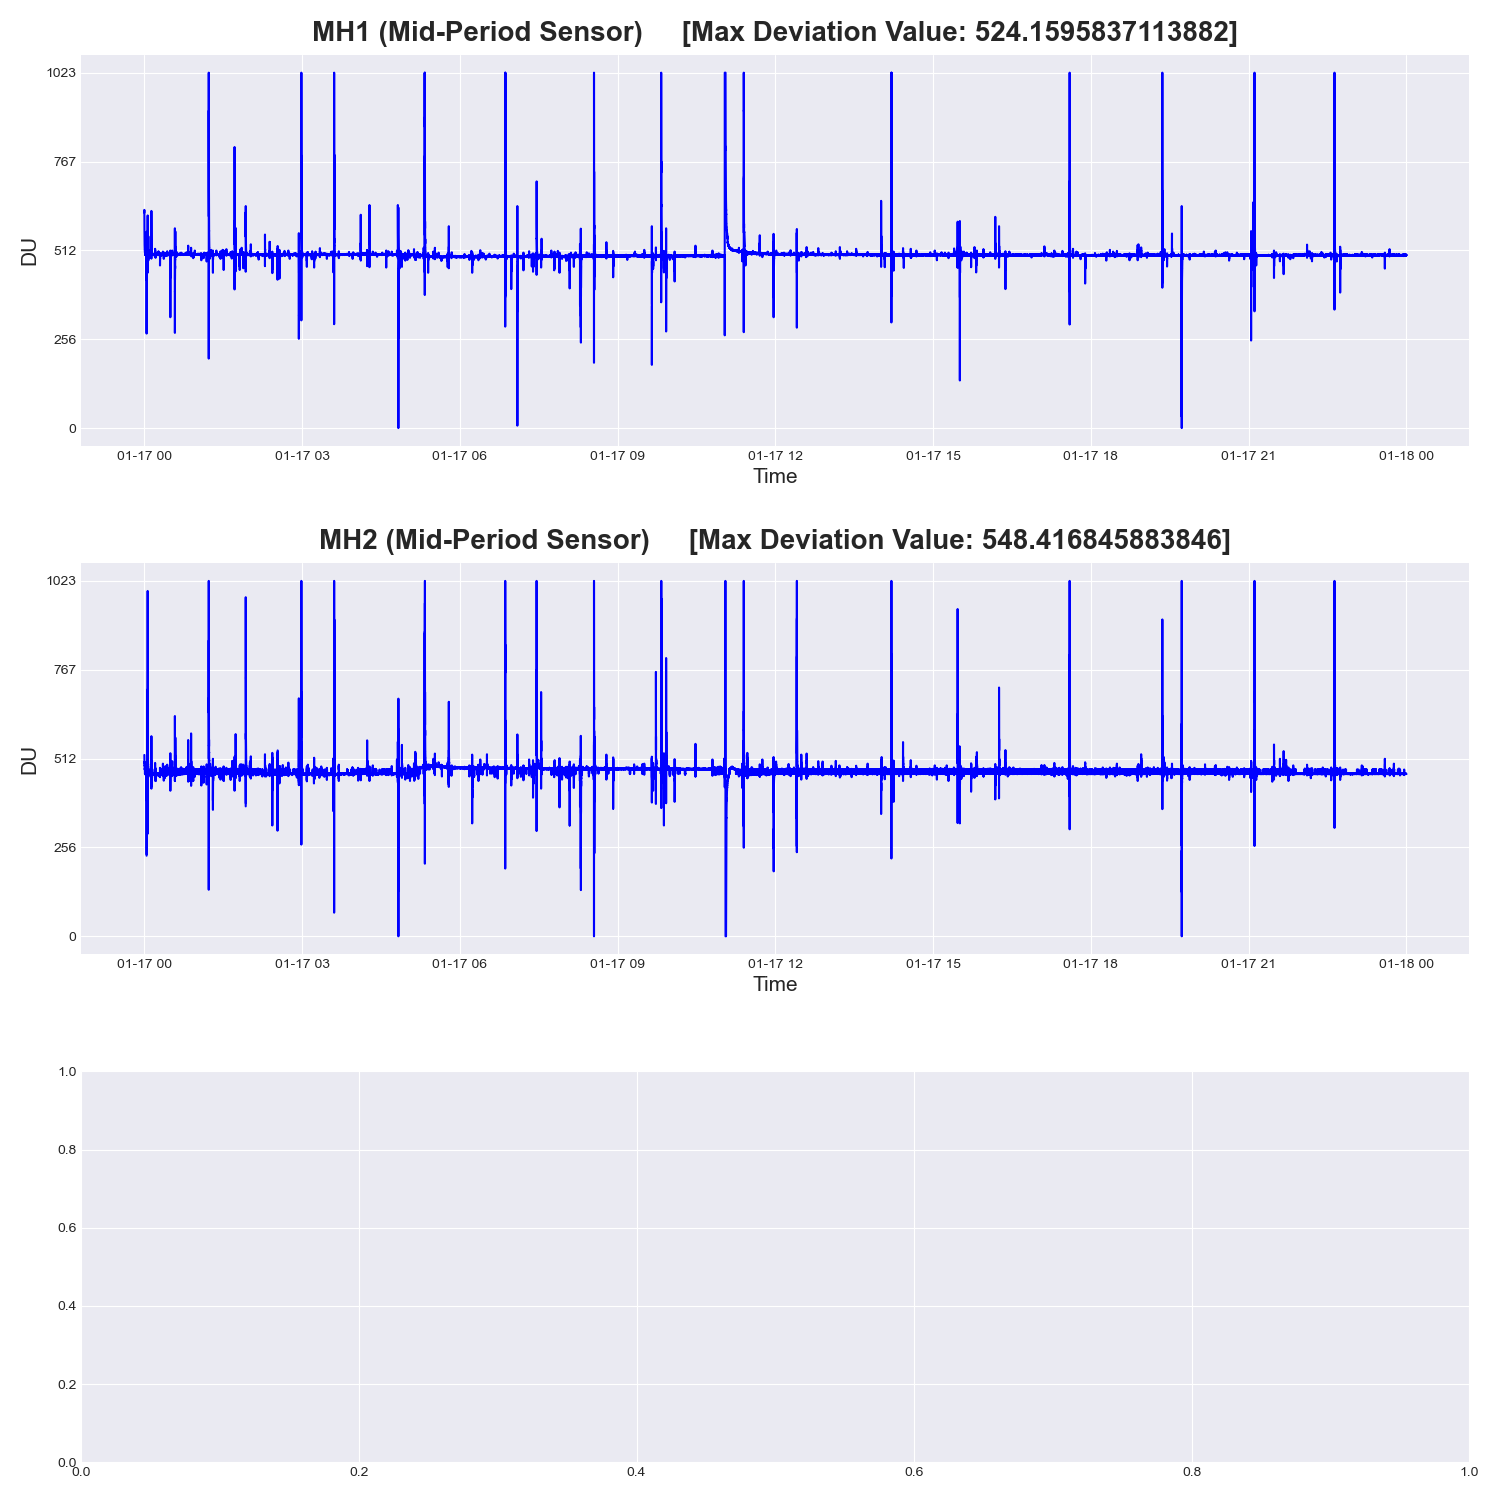 MH1 (Mid-Period Sensor) [Max Deviation Value: 524.1595837113882]
1023
767
512
256
0
DU
01-17 00 01-17 03 01-17 06 01-17 09 01-17 12 01-17 15 01-17 18 01-17 21 01-18 00
Time
MH2 (Mid-Period Sensor) [Max Deviation Value: 548.416845883846]
1023
767
512
256
0
DU
01-17 00 01-17 03 01-17 06 01-17 09 01-17 12 01-17 15 01-17 18 01-17 21 01-18 00
Time
1.0
0.8
0.6
0.4
0.2
0.0
0.0 0.2 0.4 0.6 0.8 1.0